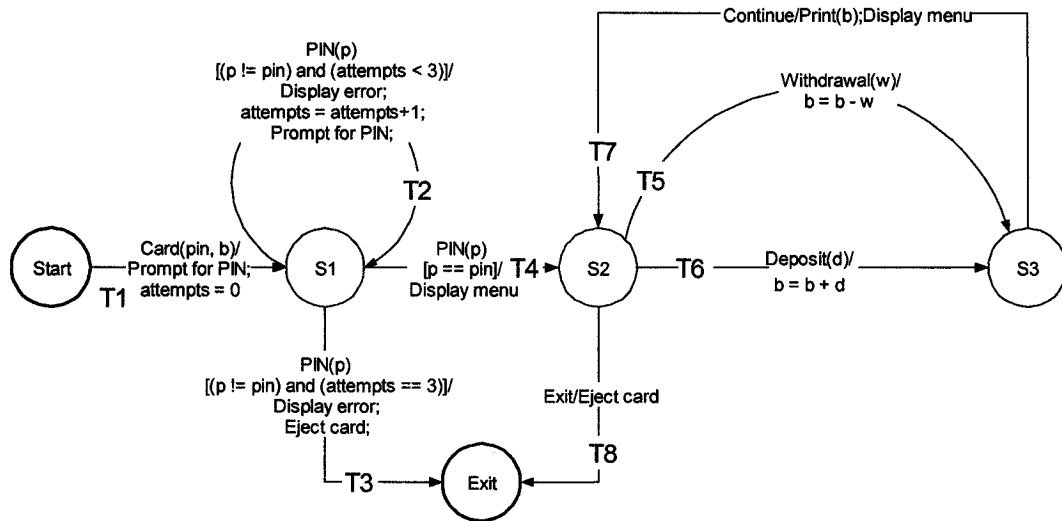 Continue/Print(b);Display menu
PIN(p)
[(p != pin) and (attempts < 3)]/
Display error;
attempts = attempts+1;
Prompt for PIN;
Withdrawal(w)/
b = b - w
T7
T5
T2
Start
Card(pin, b)/
Prompt for PIN;
attempts = 0
T1
S1
PIN(p)
[p == pin]/
Display menu
T4
S2
T6
Deposit(d)/
b = b + d
S3
PIN(p)
[(p != pin) and (attempts == 3)]/
Display error;
Eject card;
Exit/Eject card
T8
T3
Exit